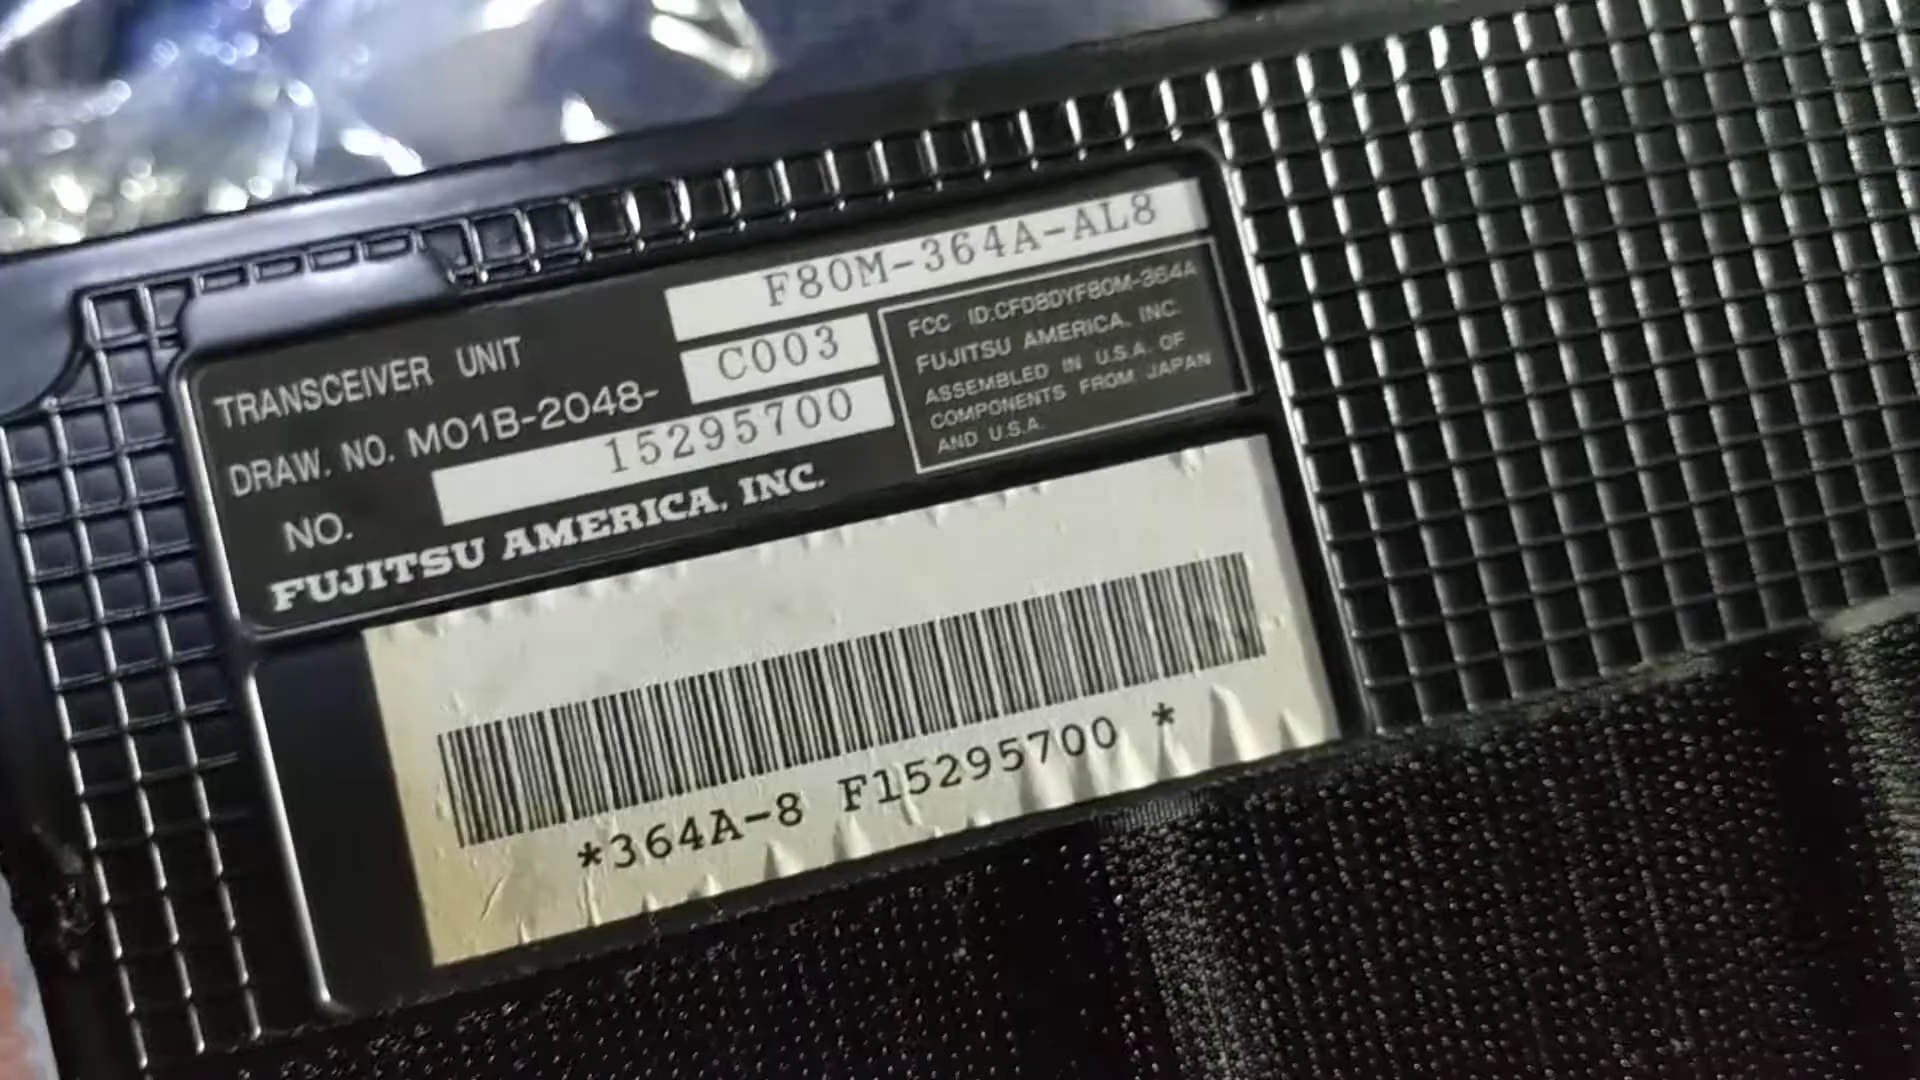 F80M-364A-AL8
TRANSCEIVER UNIT
DRAW. NO. M01B-2048- C003
NO. 15295700
FUJITSU AMERICA, INC.
FCC ID:CFD8DYF80M-364A
FUJITSU AMERICA, INC.
ASSEMBLED IN U.S.A. OF
COMPONENTS FROM JAPAN
AND U.S.A.
*364A-8 F15295700 *